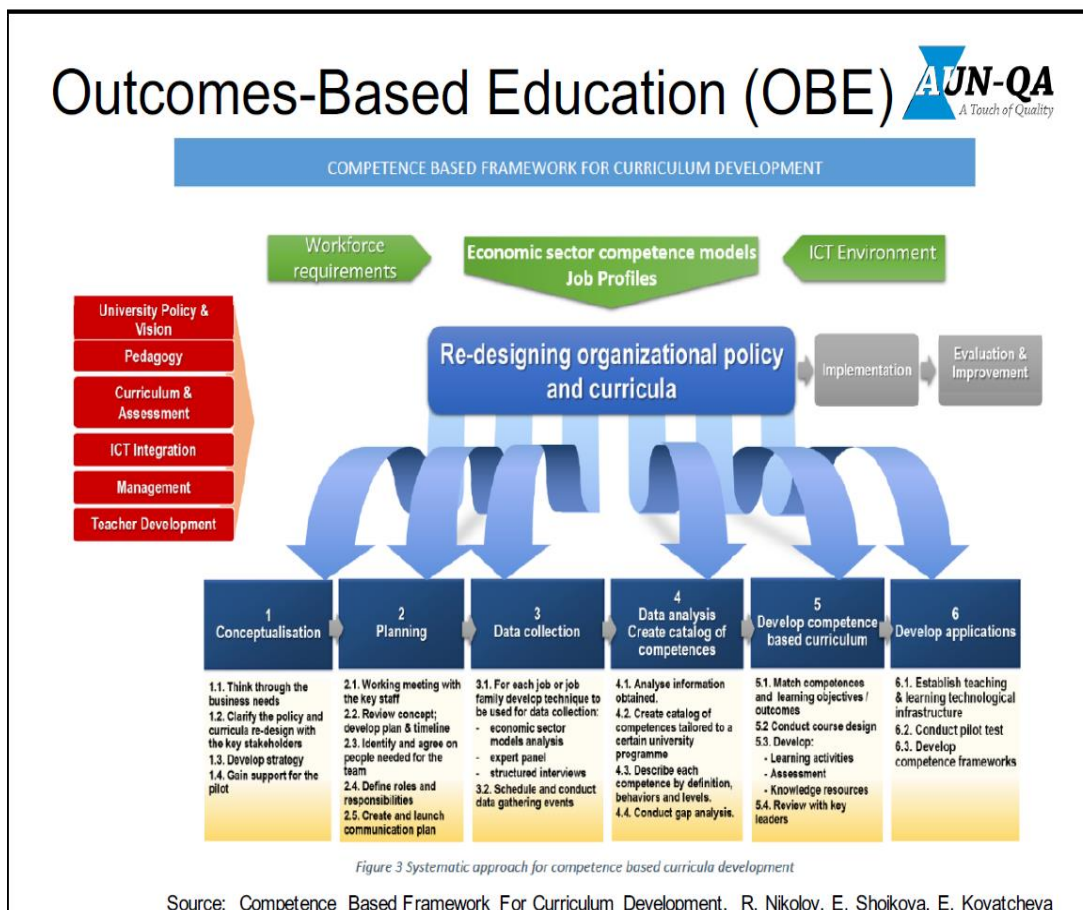 Outcomes-Based Education (OBE)
AUN-QA
A Touch of Quality
COMPETENCE BASED FRAMEWORK FOR CURRICULUM DEVELOPMENT
Workforce
requirements
Economic sector competence models
Job Profiles
ICT Environment
University Policy &
Vision
Pedagogy
Curriculum &
Assessment
ICT Integration
Management
Teacher Development
Re-designing organizational policy
and curricula
Implementation
Evaluation &
Improvement
1
Conceptualisation
1.1. Think through the
business needs
1.2. Clarify the policy and
curricula re-design with
the key stakeholders
1.3. Develop strategy
1.4. Gain support for the
pilot
2
Planning
2.1. Working meeting with
the key staff
2.2. Review concept;
develop plan & timeline
2.3. Identify and agree on
people needed for the
team
2.4. Define roles and
responsibilities
2.5. Create and launch
communication plan
3
Data collection
3.1. For each job or job
family develop technique to
be used for data collection:
- economic sector
models analysis
- expert panel
- structured interviews
3.2. Schedule and conduct
data gathering events
4
Data analysis
Create catalog of
competences
4.1. Analyse information
obtained.
4.2. Create catalog of
competences tailored to a
certain university
programme
4.3. Describe each
competence by definition,
behaviors and levels.
4.4. Conduct gap analysis.
5
Develop competence
based curriculum
5.1. Match competences
and learning objectives /
outcomes
5.2 Conduct course design
5.3. Develop:
- Learning activities
- Assessment
- Knowledge resources
5.4. Review with key
leaders
6
Develop applications
6.1. Establish teaching
& learning technological
infrastructure
6.2. Conduct pilot test
6.3. Develop
competence frameworks
Figure 3 Systematic approach for competence based curricula development
Source: Competence Based Framework For Curriculum Development, R. Nikolov, E. Shoikova, E. Kovatcheva